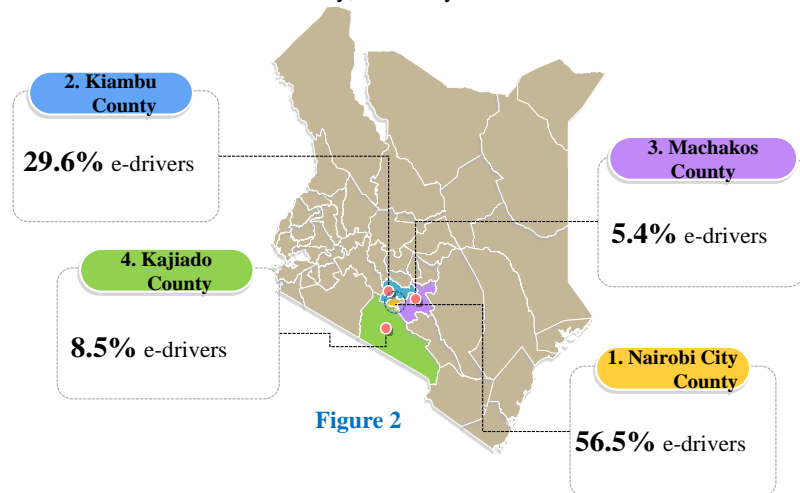 2. Kiambu
County
29.6% e-drivers
3. Machakos
County
5.4% e-drivers
4. Kajiado
County
8.5% e-drivers
1. Nairobi City
County
56.5% e-drivers
Figure 2